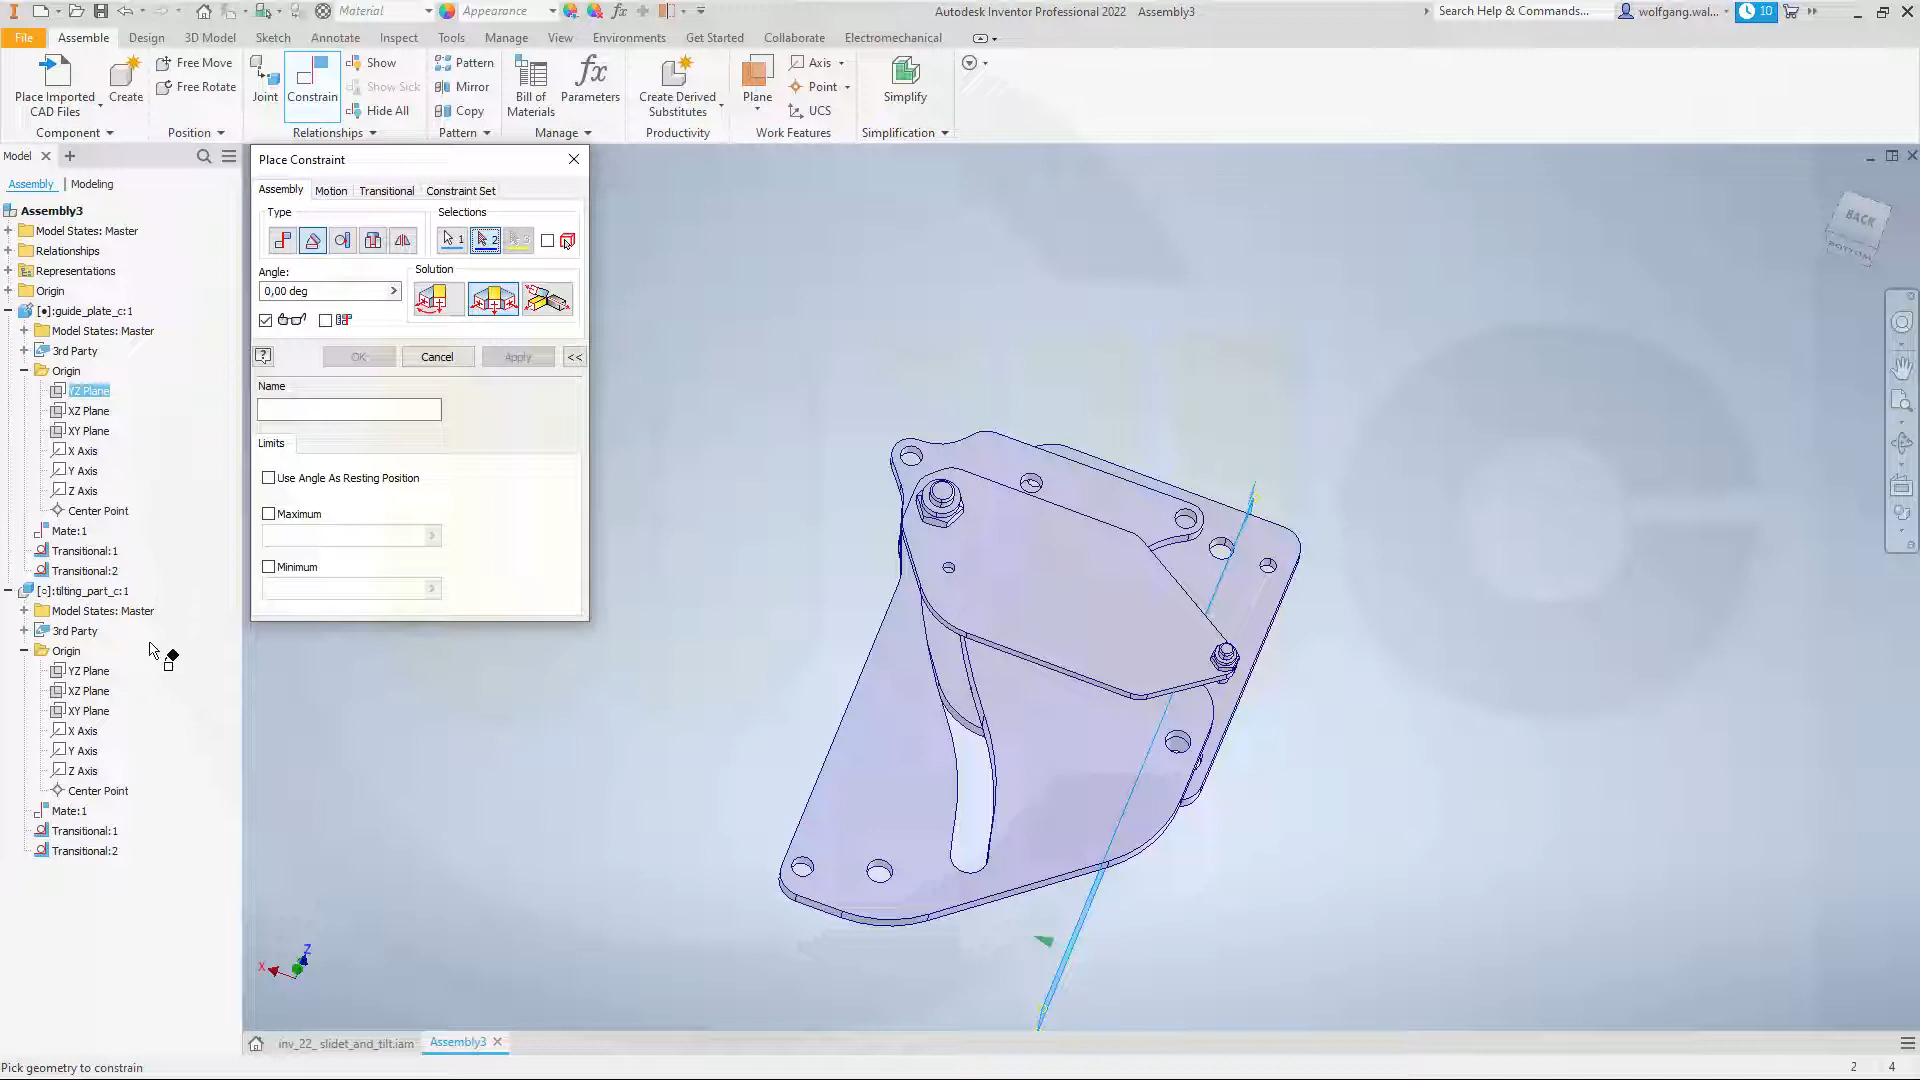 Material
Appearance
fx
Autodesk Inventor Professional 2022 Assembly3
Search Help & Commands...
wolfgang.wal...
10
File Assemble Design 3D Model Sketch Annotate Inspect Tools Manage View Environments Get Started Collaborate Electromechanical
Place Imported
CAD Files
Create
Free Move
Free Rotate
Joint
Constrain
Show
Show Sick
Hide All
Pattern
Mirror
Copy
Bill of
Materials
fx
Parameters
Create Derived
Substitutes
Plane
Axis
Point
UCS
Simplify
Component Position Relationships Pattern Manage Productivity Work Features Simplification
Model
Assembly Modeling
Assembly3
Model States: Master
Relationships
Representations
Origin
[●]:guide_plate_c:1
Model States: Master
3rd Party
Origin
YZ Plane
XZ Plane
XY Plane
X Axis
Y Axis
Z Axis
Center Point
Mate:1
Transitional:1
Transitional:2
[○]:tilting_part_c:1
Model States: Master
3rd Party
Origin
YZ Plane
XZ Plane
XY Plane
X Axis
Y Axis
Z Axis
Center Point
Mate:1
Transitional:1
Transitional:2
Place Constraint
Assembly Motion Transitional Constraint Set
Type
Selections
1
2
Angle:
0,00 deg
Solution
?
OK
Cancel
Apply
<<
Name
Limits
Use Angle As Resting Position
Maximum
Minimum
BACK
BOTTOM
Z
X
inv_22_ slidet_and_tilt.iam
Assembly3
Pick geometry to constrain
2 4